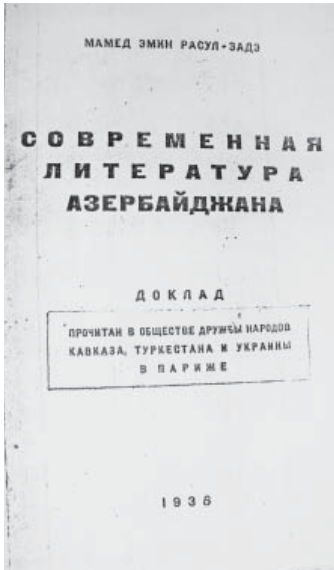 МАМЕД ЭМИН РАСУЛ-ЗАДЭ
СОВРЕМЕННАЯ
ЛИТЕРАТУРА
АЗЕРБАЙДЖАНА
ДОКЛАД
ПРОЧИТАН В ОБЩЕСТВЕ ДРУЖБЫ НАРОДОВ
КАВКАЗА, ТУРКЕСТАНА И УКРАИНЫ
В ПАРИЖЕ
1936